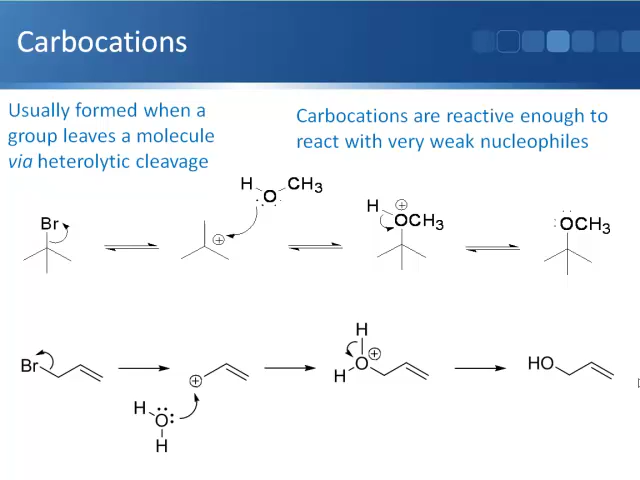 Carbocations
Usually formed when a
group leaves a molecule
via heterolytic cleavage
Carbocations are reactive enough to
react with very weak nucleophiles
H O CH3
Br
+
H + OCH3
OCH3
Br
+
H O H
H H O +
HO